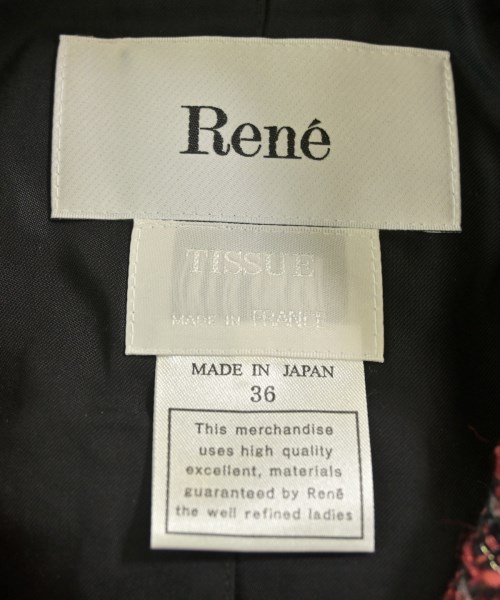 René
TISSUE
MADE IN FRANCE
MADE IN JAPAN
36
This merchandise
uses high quality
excellent, materials
guaranteed by René
the well refined ladies